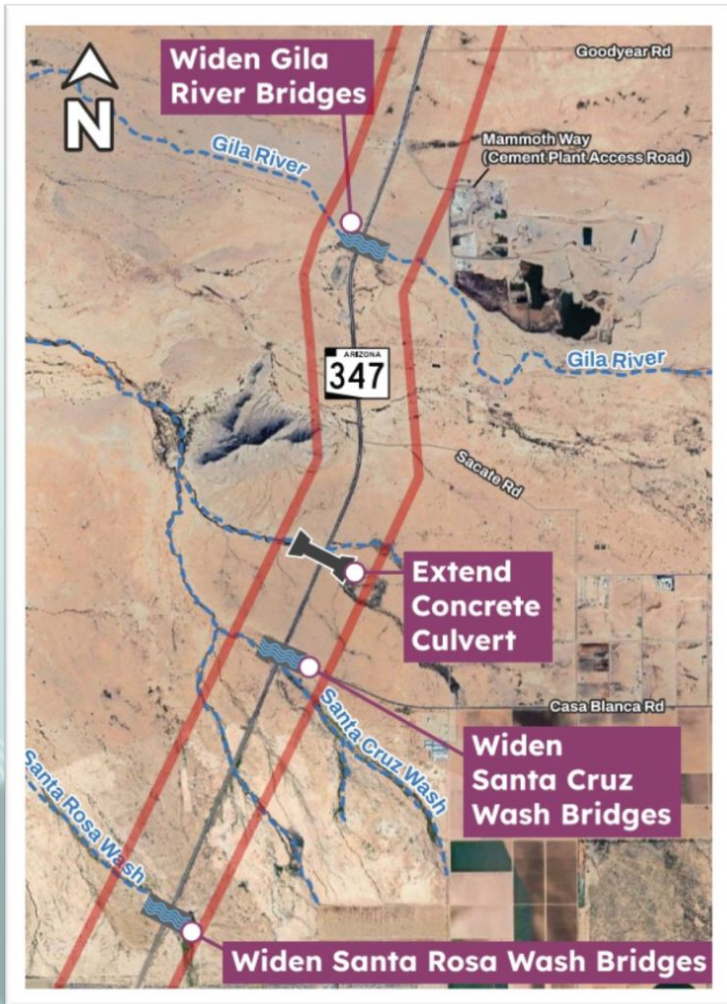 Widen Gila
River Bridges
Goodyear Rd
N
Mammoth Way
(Cement Plant Access Road)
Gila River
Gila River
ARIZONA
347
Sacate Rd
Extend
Concrete
Culvert
Casa Blanca Rd
Santa Cruz Wash
Widen
Santa Cruz
Wash Bridges
Santa Rosa Wash
Widen Santa Rosa Wash Bridges